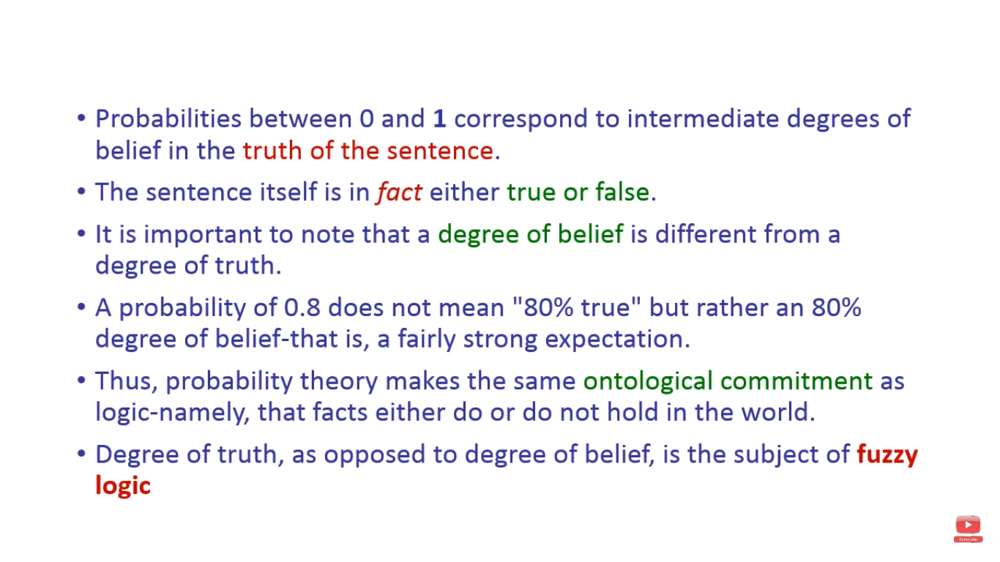 • Probabilities between 0 and 1 correspond to intermediate degrees of
belief in the truth of the sentence.
• The sentence itself is in fact either true or false.
• It is important to note that a degree of belief is different from a
degree of truth.
• A probability of 0.8 does not mean "80% true" but rather an 80%
degree of belief-that is, a fairly strong expectation.
• Thus, probability theory makes the same ontological commitment as
logic-namely, that facts either do or do not hold in the world.
• Degree of truth, as opposed to degree of belief, is the subject of fuzzy
logic
Subscribe